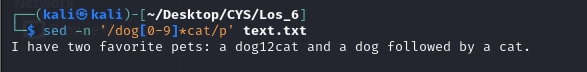 ┌──(kali㉿kali)-[~/Desktop/CYS/Los_6]
└─$ sed -n '/dog[0-9]*cat/p' text.txt
I have two favorite pets: a dog12cat and a dog followed by a cat.